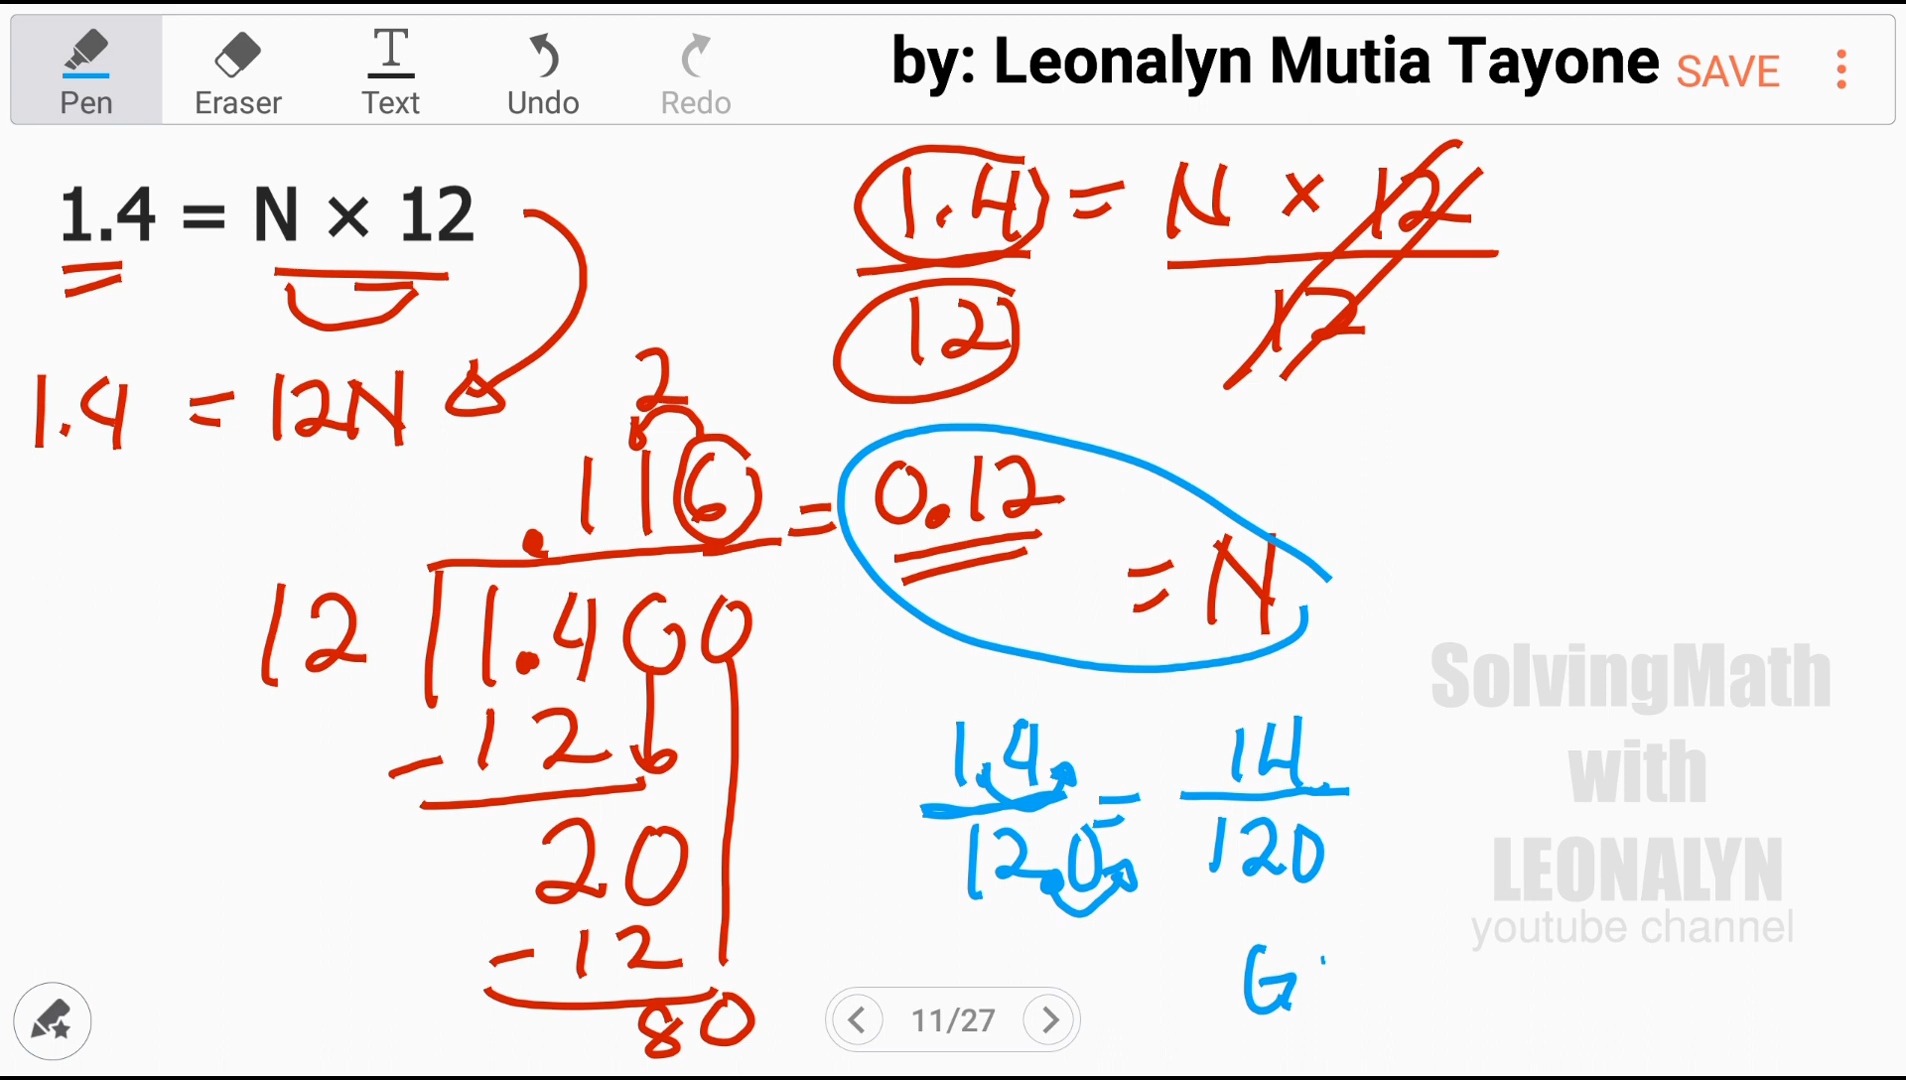 Pen Eraser Text Undo Redo by: Leonalyn Mutia Tayone SAVE
1.4 = N × 12
1.4 = 12N
1.4 = N × 12
12 12
2
.116 = 0.12
= N
12 1.400
- 12
20
- 12
80
1.4 = 14.
12.0 120
G
SolvingMath
with
LEONALYN
youtube channel
11/27